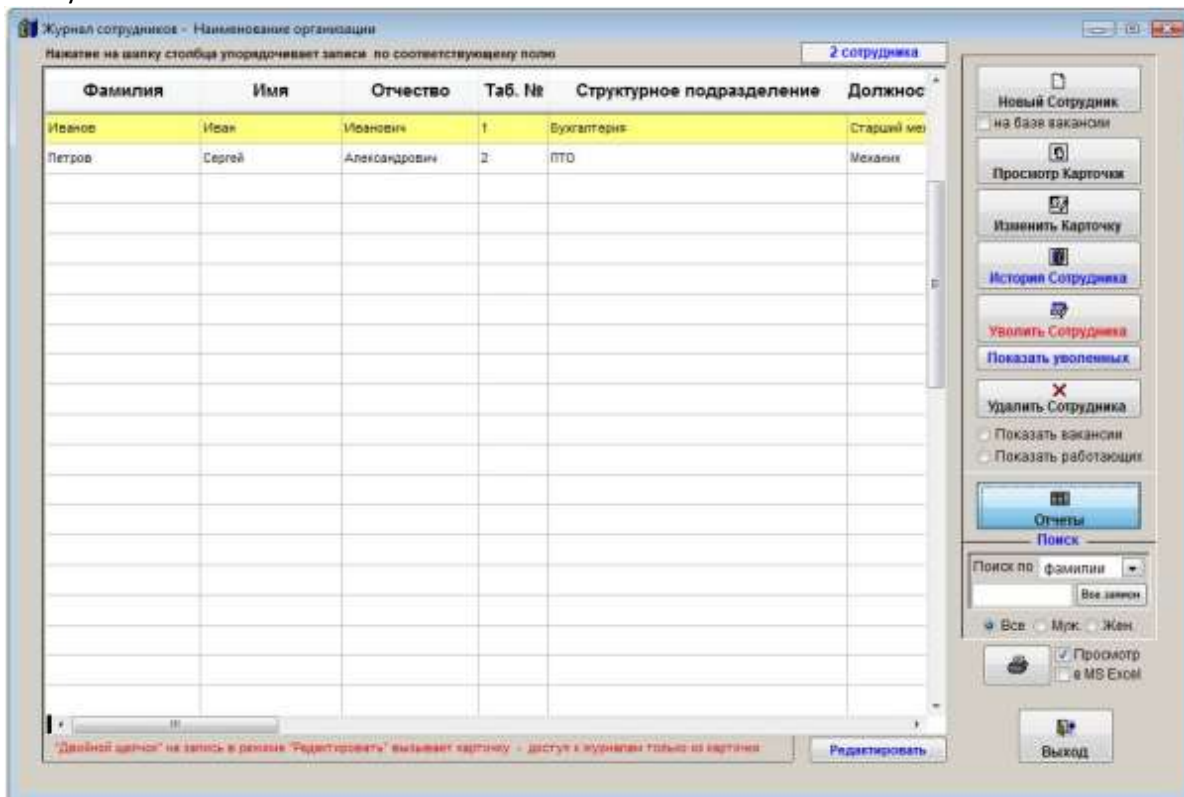 Журнал сотрудников - Наименование организации
Нажатие на шапку столбца упорядочивает записи по соответствующему полю
2 сотрудника
Фамилия Имя Отчество Таб. № Структурное подразделение Должнос
Иванов Иван Иванович 1 Бухгалтерия Старший мех
Петров Сергей Александрович 2 ПТО Механик
Новый Сотрудник
на базе вакансии
Просмотр Карточки
Изменить Карточку
История Сотрудника
Уволить Сотрудника
Показать уволенных
Удалить Сотрудника
Показать вакансии
Показать работающих
Отчеты
Поиск
Поиск по фамилии
Все записи
Все Муж. Жен.
Просмотр
в MS Excel
"Двойной щелчок" на запись в режиме "Редактировать" вызывает карточку - доступ к журналам только из карточки
Редактировать
Выход